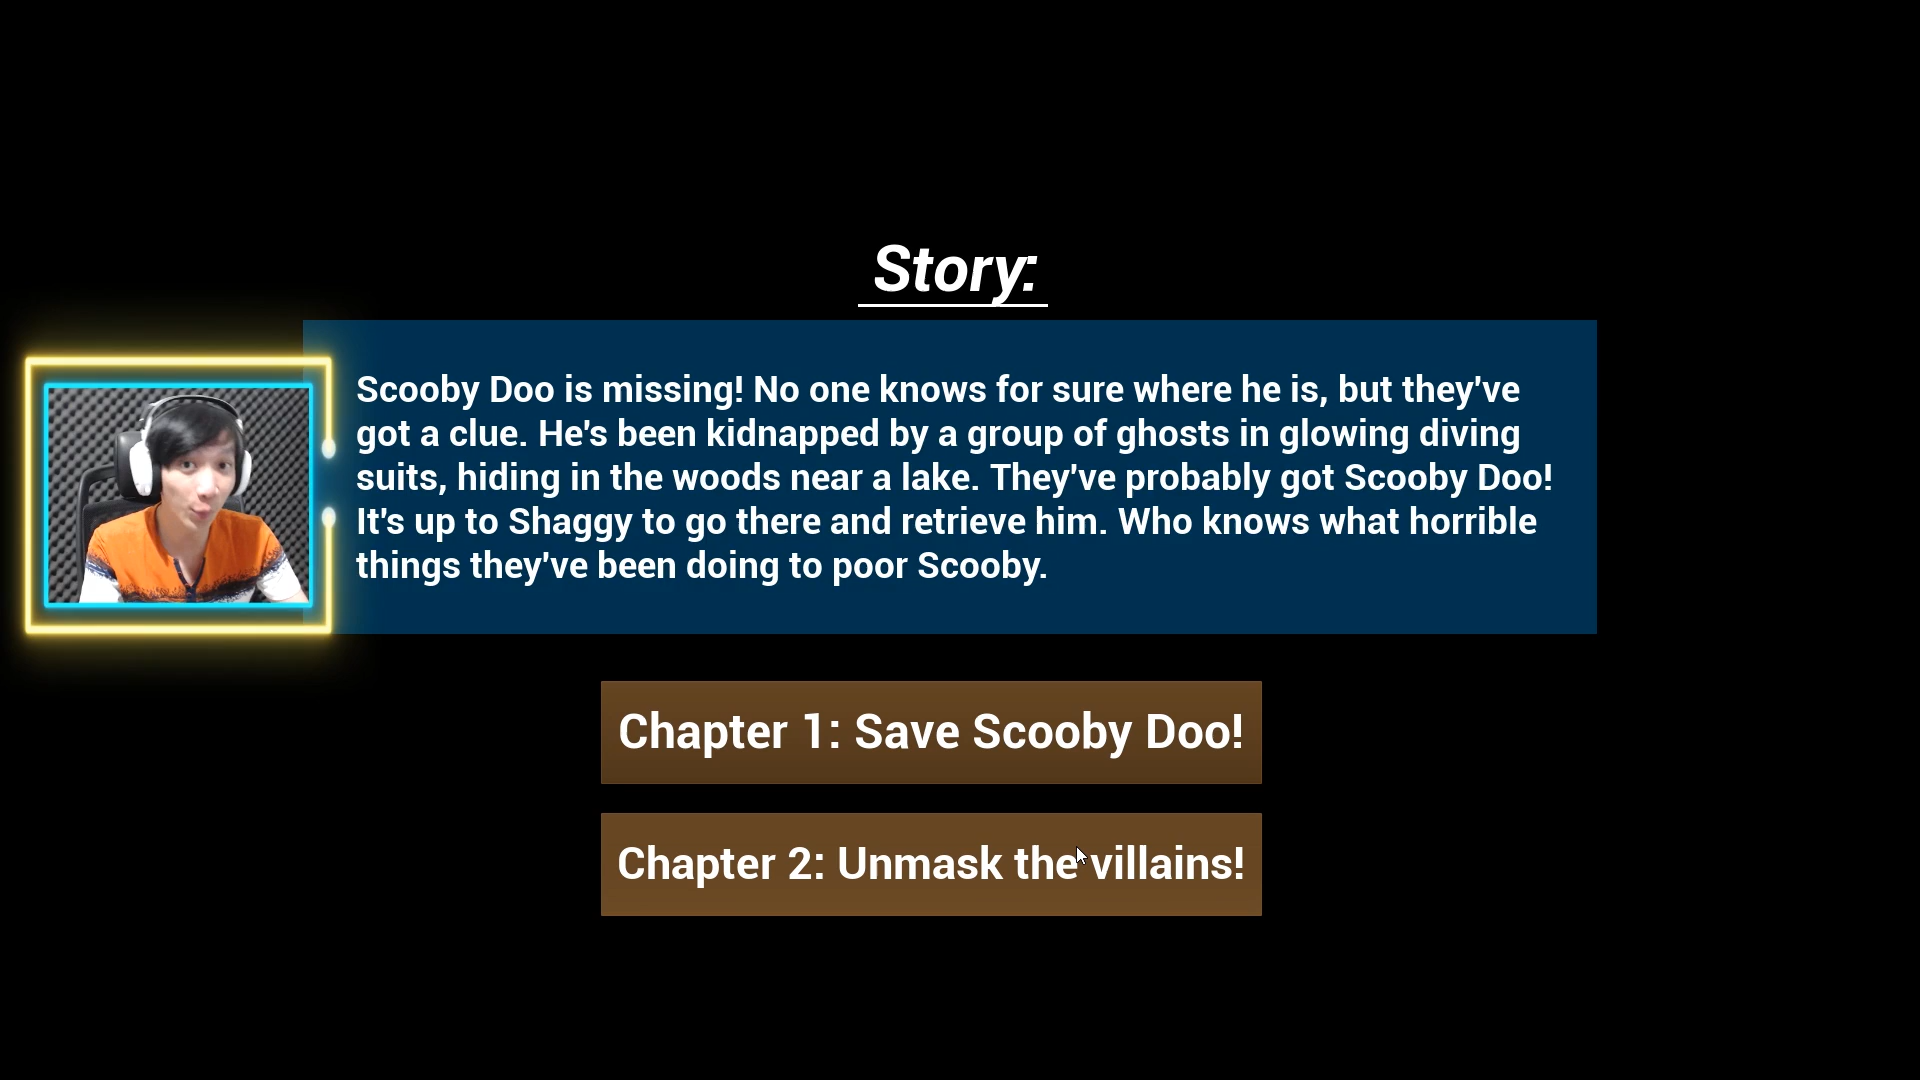 Story:
Scooby Doo is missing! No one knows for sure where he is, but they've
got a clue. He's been kidnapped by a group of ghosts in glowing diving
suits, hiding in the woods near a lake. They've probably got Scooby Doo!
It's up to Shaggy to go there and retrieve him. Who knows what horrible
things they've been doing to poor Scooby.
Chapter 1: Save Scooby Doo!
Chapter 2: Unmask the villains!